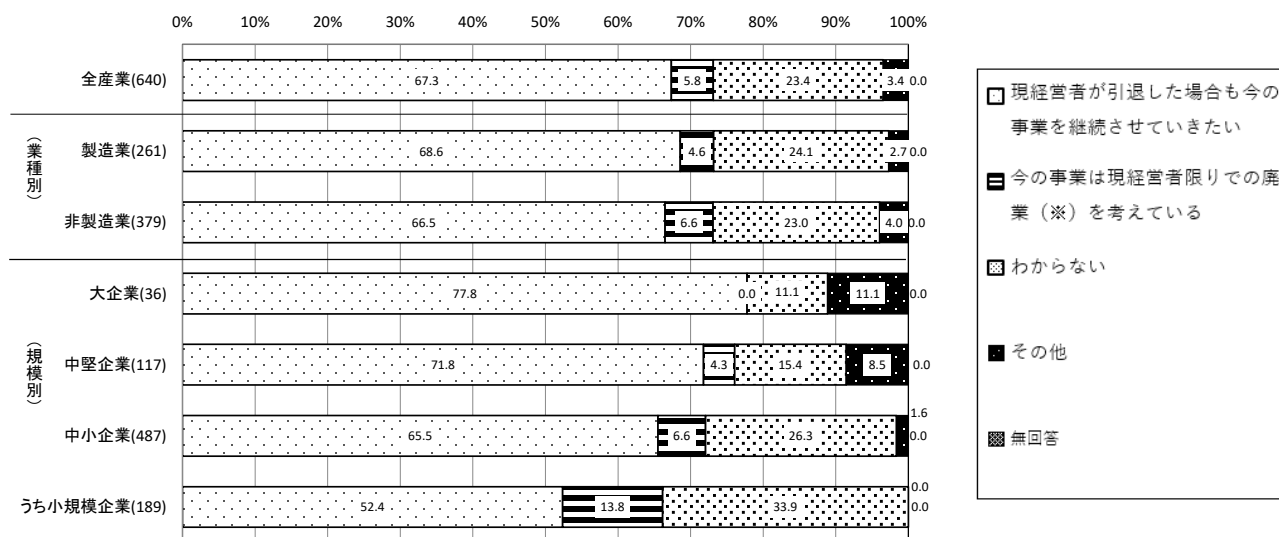 0% 10% 20% 30% 40% 50% 60% 70% 80% 90% 100%
全産業(640) 67.3 5.8 23.4 3.4 0.0
(業種別)
製造業(261) 68.6 4.6 24.1 2.7 0.0
非製造業(379) 66.5 6.6 23.0 4.0 0.0
(規模別)
大企業(36) 77.8 0.0 11.1 11.1 0.0
中堅企業(117) 71.8 4.3 15.4 8.5 0.0
中小企業(487) 65.5 6.6 26.3 1.6 0.0
うち小規模企業(189) 52.4 13.8 33.9 0.0 0.0
現経営者が引退した場合も今の
事業を継続させていきたい
今の事業は現経営者限りでの廃
業（※）を考えている
わからない
その他
無回答